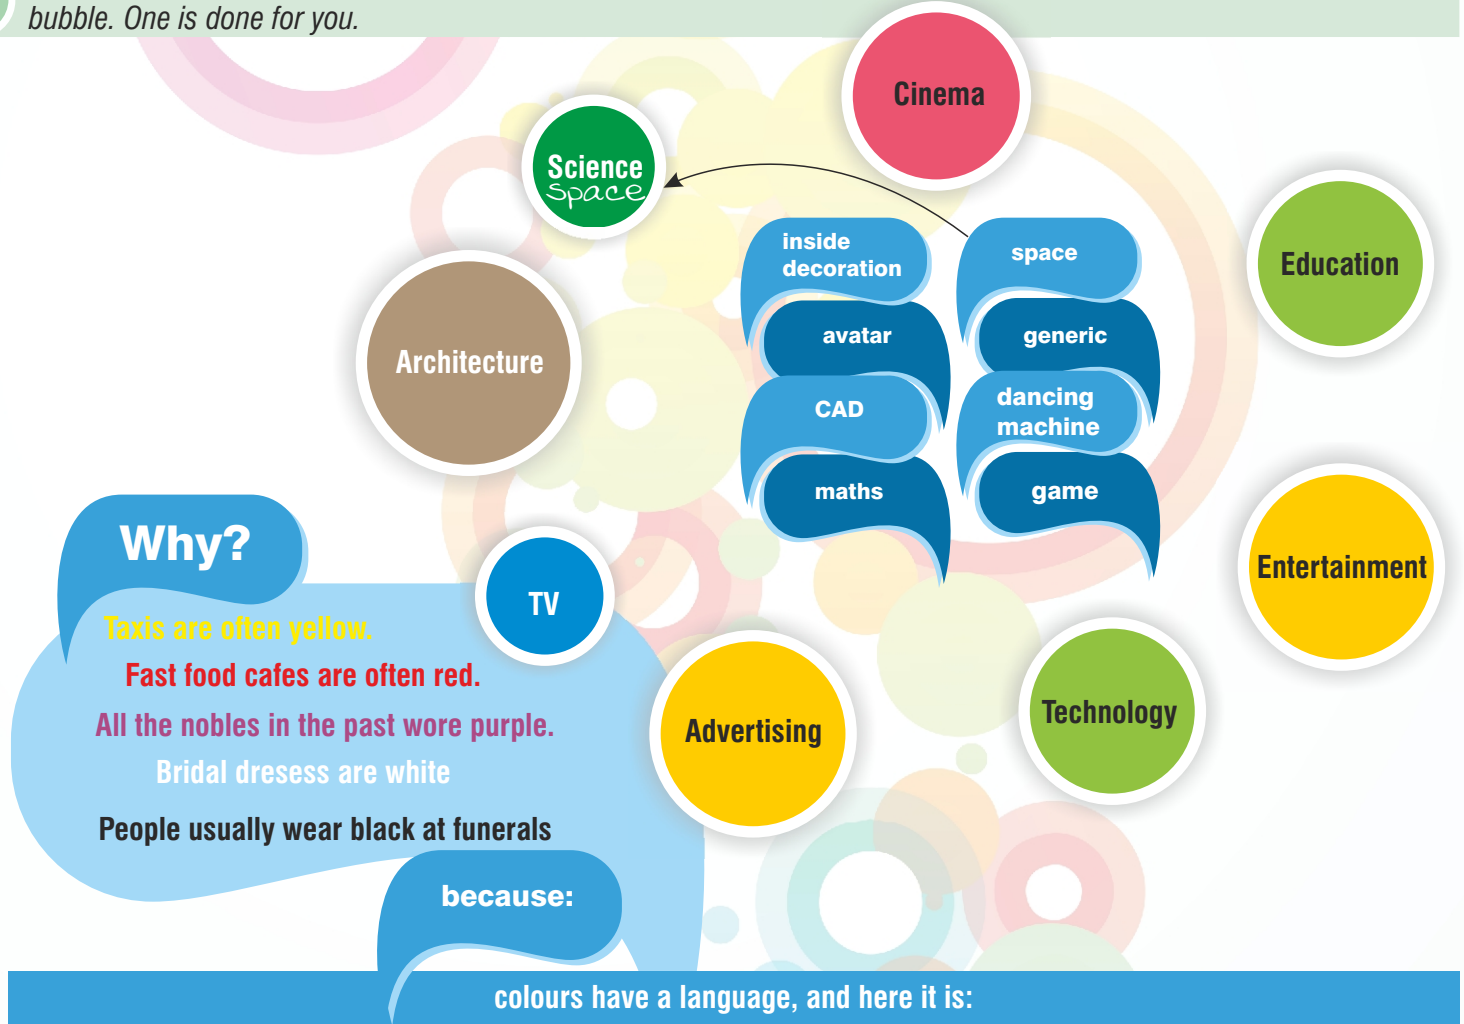 bubble. One is done for you.
Cinema
Science
space
Education
Architecture
inside
decoration
space
avatar
generic
CAD
dancing
machine
maths
game
Entertainment
TV
Advertising
Technology
Why?
Taxis are often yellow.
Fast food cafes are often red.
All the nobles in the past wore purple.
Bridal dresess are white
People usually wear black at funerals
because:
colours have a language, and here it is: